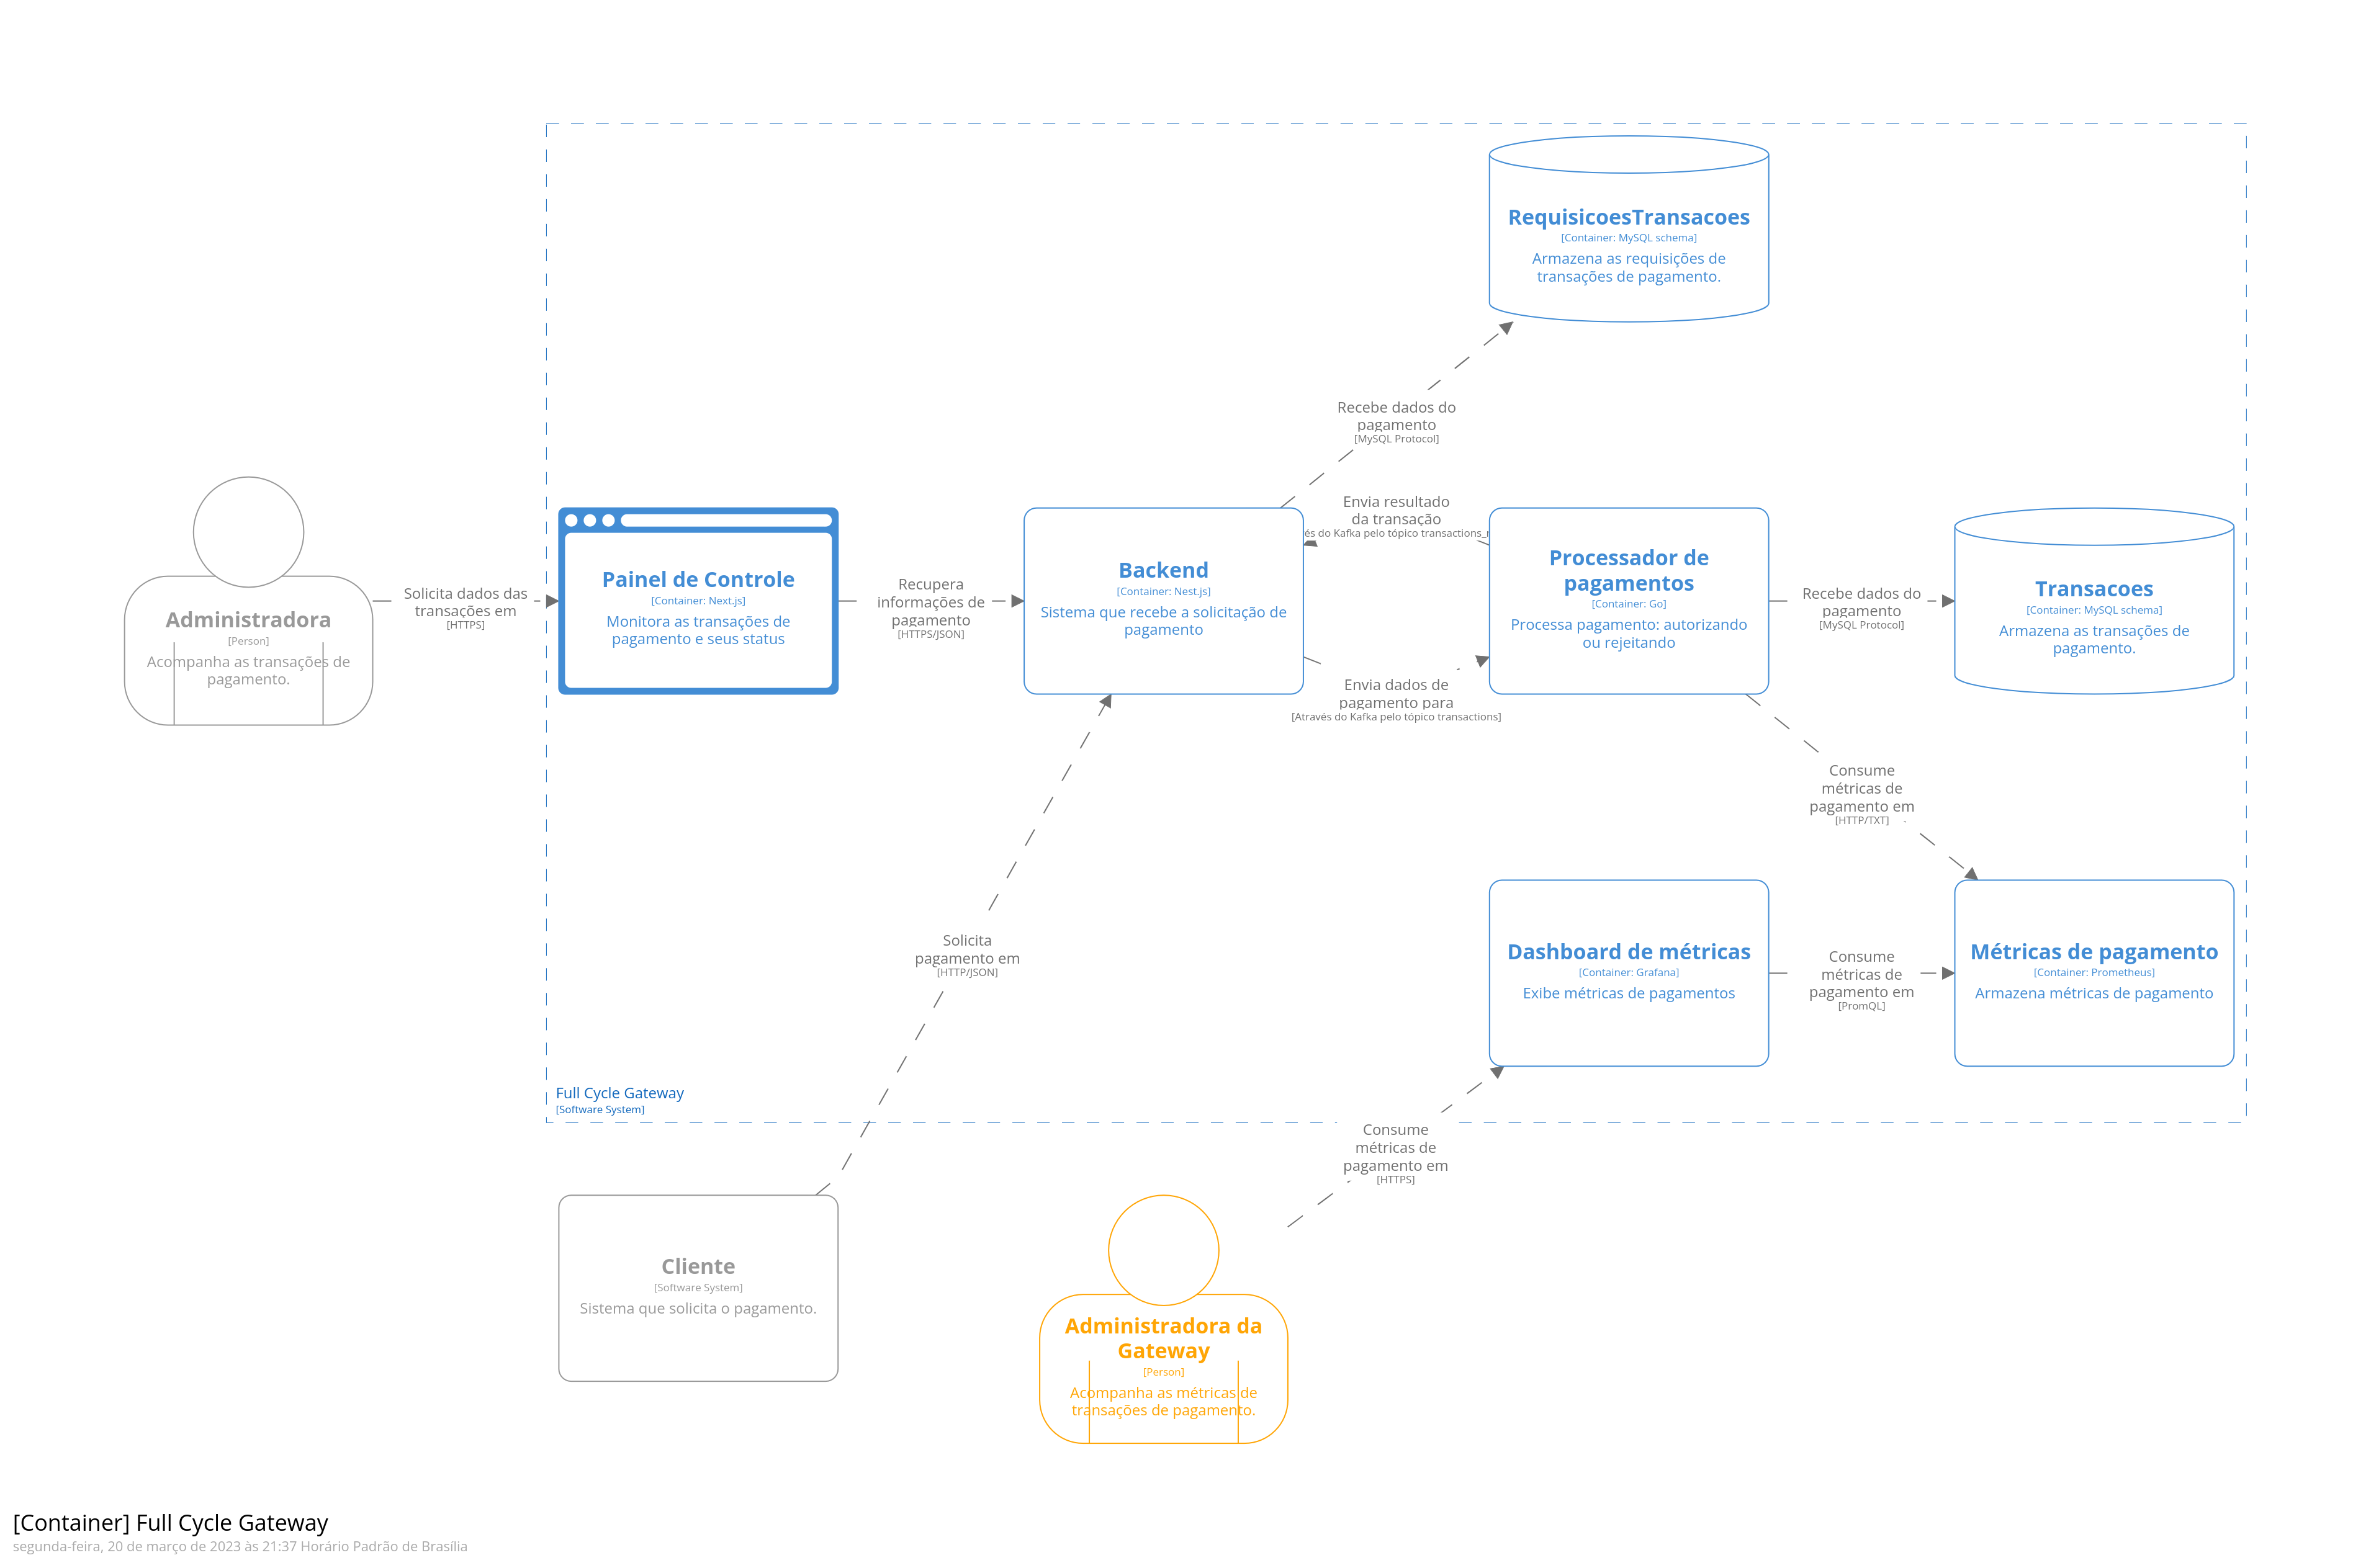 RequisicoesTransacoes
[Container: MySQL schema]
Armazena as requisições de
transações de pagamento.
Recebe dados do
pagamento
[MySQL Protocol]
Administradora
[Person]
Acompanha as transações de
pagamento.
Solicita dados das
transações em
[HTTPS]
Painel de Controle
[Container: Next.js]
Monitora as transações de
pagamento e seus status
Recupera
informações de
pagamento
[HTTPS/JSON]
Backend
[Container: Nest.js]
Sistema que recebe a solicitação de
pagamento
Envia resultado
da transação
do Kafka pelo tópico
Envia dados de
pagamento para
[Através do Kafka pelo tópico transactions]
Processador de
pagamentos
[Container: Go]
Processa pagamento: autorizando
ou rejeitando
Recebe dados do
pagamento
[MySQL Protocol]
Transacoes
[Container: MySQL schema]
Armazena as transações de
pagamento.
Consume
métricas de
pagamento em
[HTTP/TXT]
Solicita
pagamento em
[HTTP/JSON]
Dashboard de métricas
[Container: Grafana]
Exibe métricas de pagamentos
Consume
métricas de
pagamento em
[PromQL]
Métricas de pagamento
[Container: Prometheus]
Armazena métricas de pagamento
Full Cycle Gateway
[Software System]
Consume
métricas de
pagamento em
[HTTPS]
Cliente
[Software System]
Sistema que solicita o pagamento.
Administradora da
Gateway
[Person]
Acompanha as métricas de
transações de pagamento.
[Container] Full Cycle Gateway
segunda-feira, 20 de março de 2023 às 21:37 Horário Padrão de Brasília